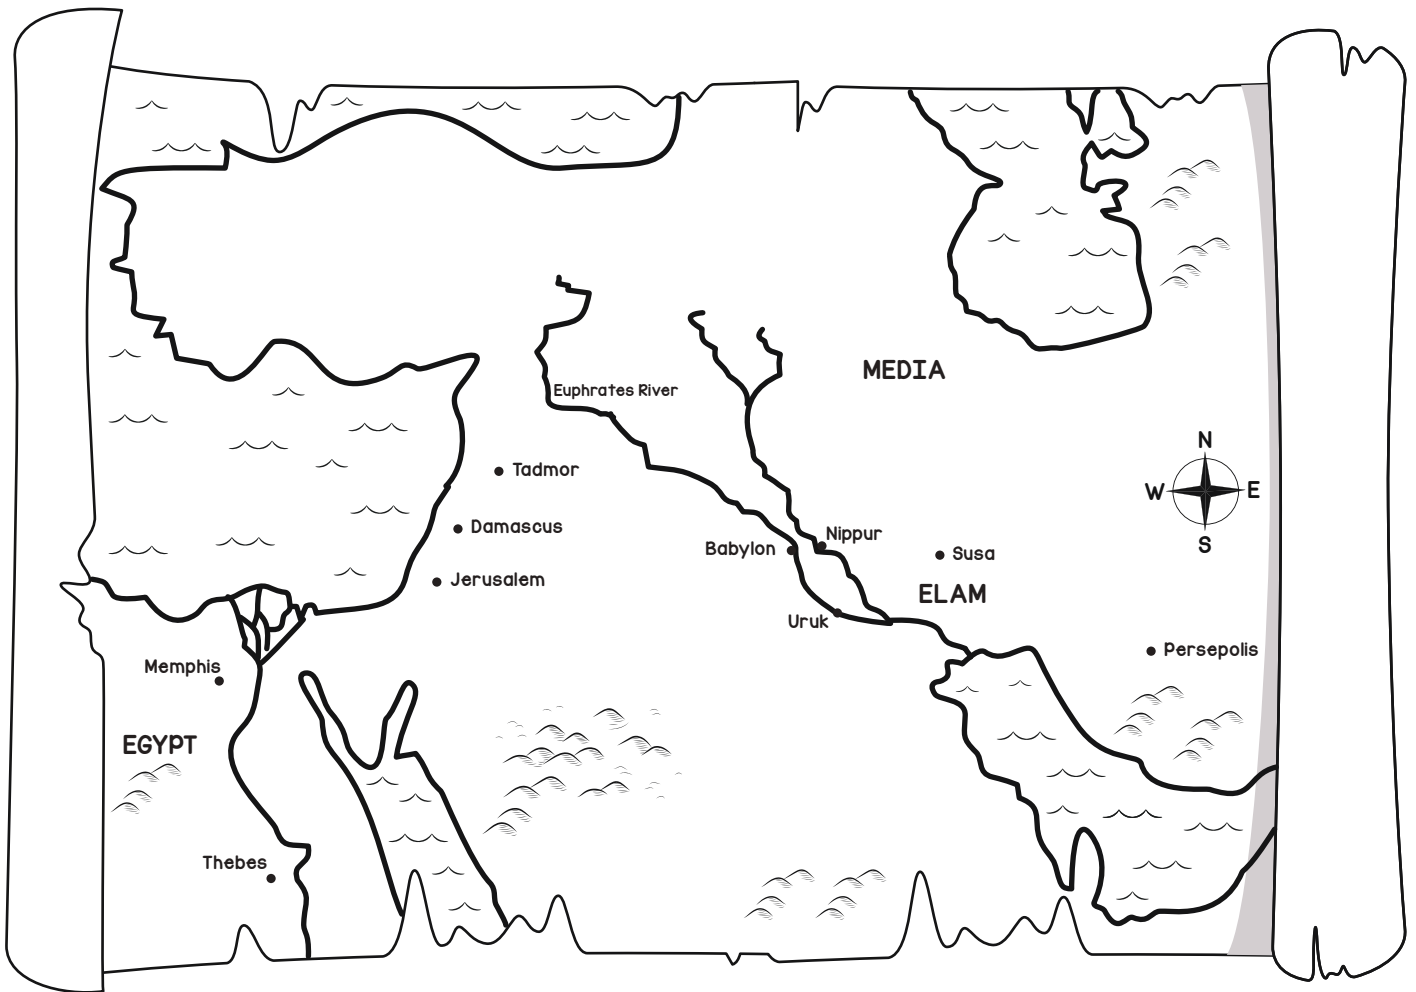 MEDIA
Euphrates River
N
W
E
S
Tadmor
Damascus
Jerusalem
Babylon
Nippur
Susa
ELAM
Uruk
Persepolis
Memphis
EGYPT
Thebes